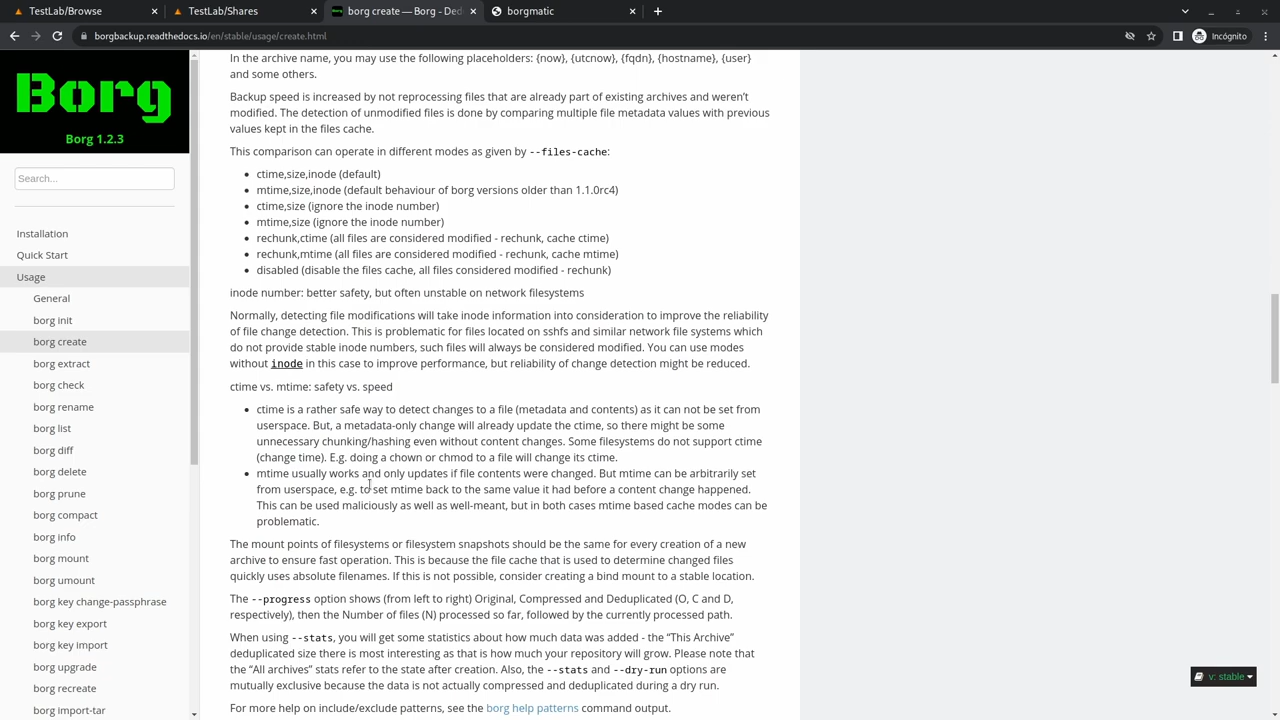 TestLab/Browse
TestLab/Shares
borg create — Borg - Ded
borgmatic
borgbackup.readthedocs.io/en/stable/usage/create.html
Incógnito
Borg
Borg 1.2.3
Search...
Installation
Quick Start
Usage
General
borg init
borg create
borg extract
borg check
borg rename
borg list
borg diff
borg delete
borg prune
borg compact
borg info
borg mount
borg umount
borg key change-passphrase
borg key export
borg key import
borg upgrade
borg recreate
borg import-tar
In the archive name, you may use the following placeholders: {now}, {utcnow}, {fqdn}, {hostname}, {user}
and some others.
Backup speed is increased by not reprocessing files that are already part of existing archives and weren’t
modified. The detection of unmodified files is done by comparing multiple file metadata values with previous
values kept in the files cache.
This comparison can operate in different modes as given by --files-cache:
• ctime,size,inode (default)
• mtime,size,inode (default behaviour of borg versions older than 1.1.0rc4)
• ctime,size (ignore the inode number)
• mtime,size (ignore the inode number)
• rechunk,ctime (all files are considered modified - rechunk, cache ctime)
• rechunk,mtime (all files are considered modified - rechunk, cache mtime)
• disabled (disable the files cache, all files considered modified - rechunk)
inode number: better safety, but often unstable on network filesystems
Normally, detecting file modifications will take inode information into consideration to improve the reliability
of file change detection. This is problematic for files located on sshfs and similar network file systems which
do not provide stable inode numbers, such files will always be considered modified. You can use modes
without inode in this case to improve performance, but reliability of change detection might be reduced.
ctime vs. mtime: safety vs. speed
• ctime is a rather safe way to detect changes to a file (metadata and contents) as it can not be set from
userspace. But, a metadata-only change will already update the ctime, so there might be some
unnecessary chunking/hashing even without content changes. Some filesystems do not support ctime
(change time). E.g. doing a chown or chmod to a file will change its ctime.
• mtime usually works and only updates if file contents were changed. But mtime can be arbitrarily set
from userspace, e.g. to set mtime back to the same value it had before a content change happened.
This can be used maliciously as well as well-meant, but in both cases mtime based cache modes can be
problematic.
The mount points of filesystems or filesystem snapshots should be the same for every creation of a new
archive to ensure fast operation. This is because the file cache that is used to determine changed files
quickly uses absolute filenames. If this is not possible, consider creating a bind mount to a stable location.
The --progress option shows (from left to right) Original, Compressed and Deduplicated (O, C and D,
respectively), then the Number of files (N) processed so far, followed by the currently processed path.
When using --stats, you will get some statistics about how much data was added - the “This Archive”
deduplicated size there is most interesting as that is how much your repository will grow. Please note that
the “All archives” stats refer to the state after creation. Also, the --stats and --dry-run options are
mutually exclusive because the data is not actually compressed and deduplicated during a dry run.
For more help on include/exclude patterns, see the borg help patterns command output.
v: stable